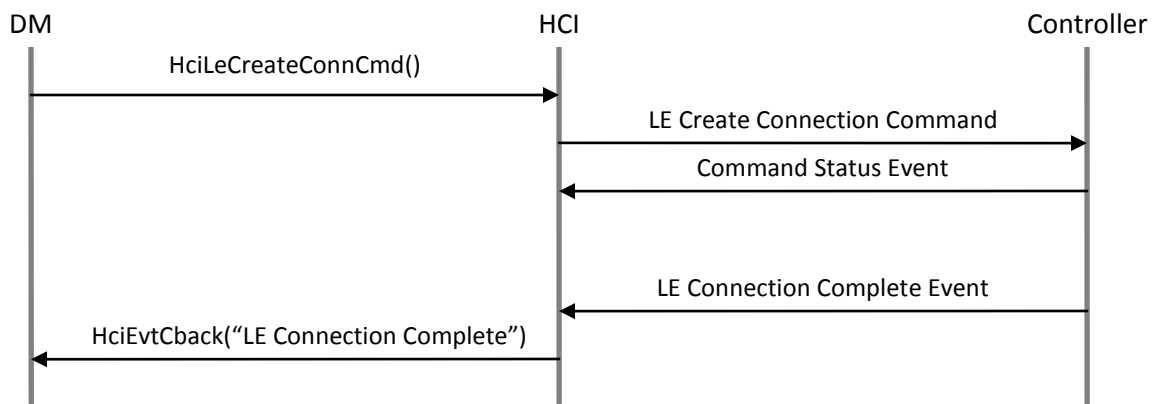 DM
HCI
Controller
HciLeCreateConnCmd()
LE Create Connection Command
Command Status Event
LE Connection Complete Event
HciEvtCback(“LE Connection Complete”)